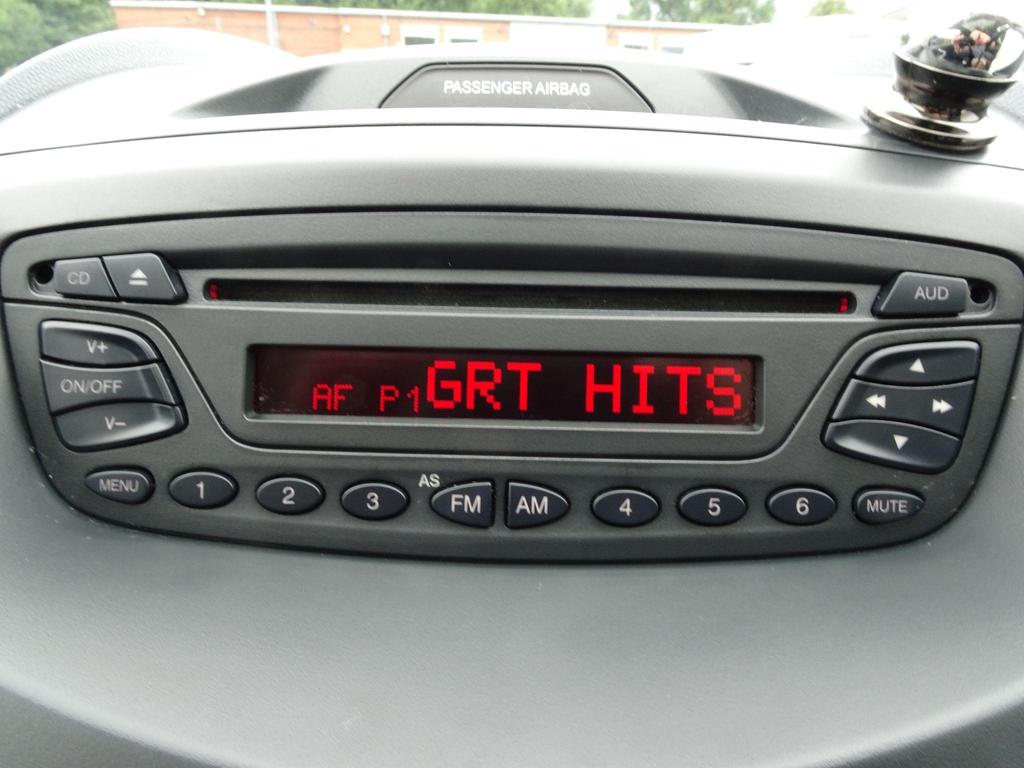 PASSENGER AIRBAG
CD
AUD
V+
ON/OFF
V-
AF P1 GRT HITS
MENU 1 2 3 AS FM AM 4 5 6 MUTE